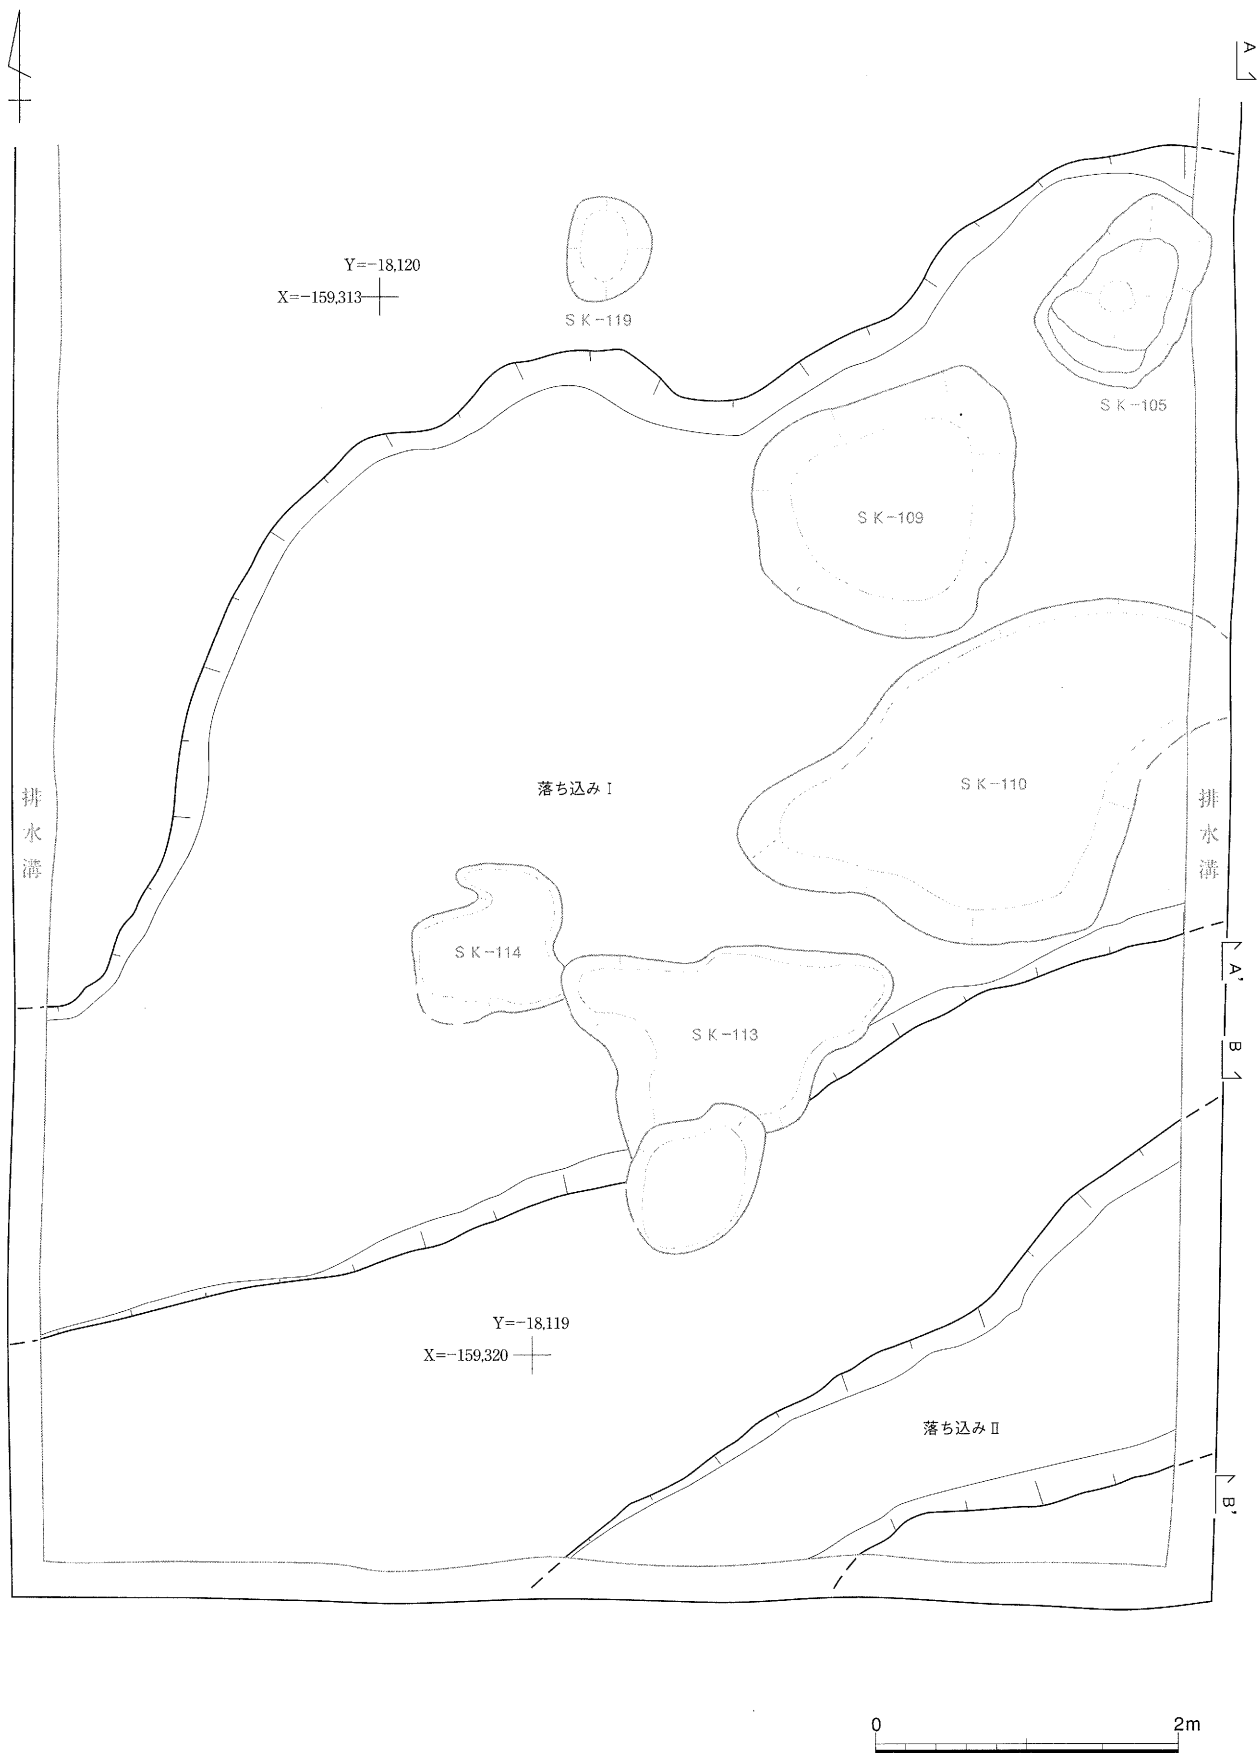 A
Y=-18,120
X=-159,313
SK-119
SK-105
SK-109
落ち込みⅠ
SK-110
排水溝
排水溝
SK-114
SK-113
A'
B
Y=-18,119
X=-159,320
落ち込みⅡ
B'
0 2m